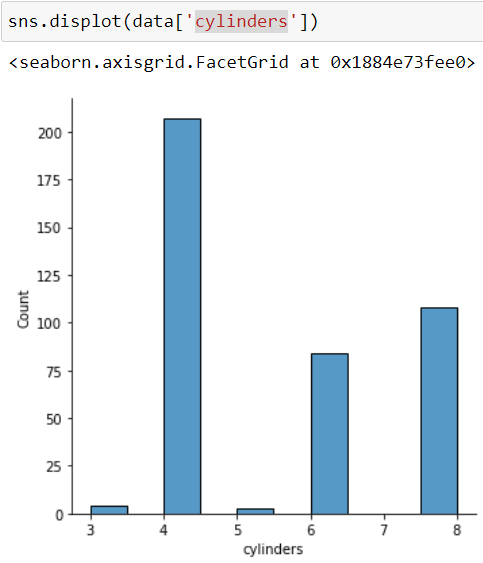 sns.displot(data['cylinders'])
<seaborn.axisgrid.FacetGrid at 0x1884e73fee0>
200
175
150
125
100
75
50
25
0
Count
3 4 5 6 7 8
cylinders